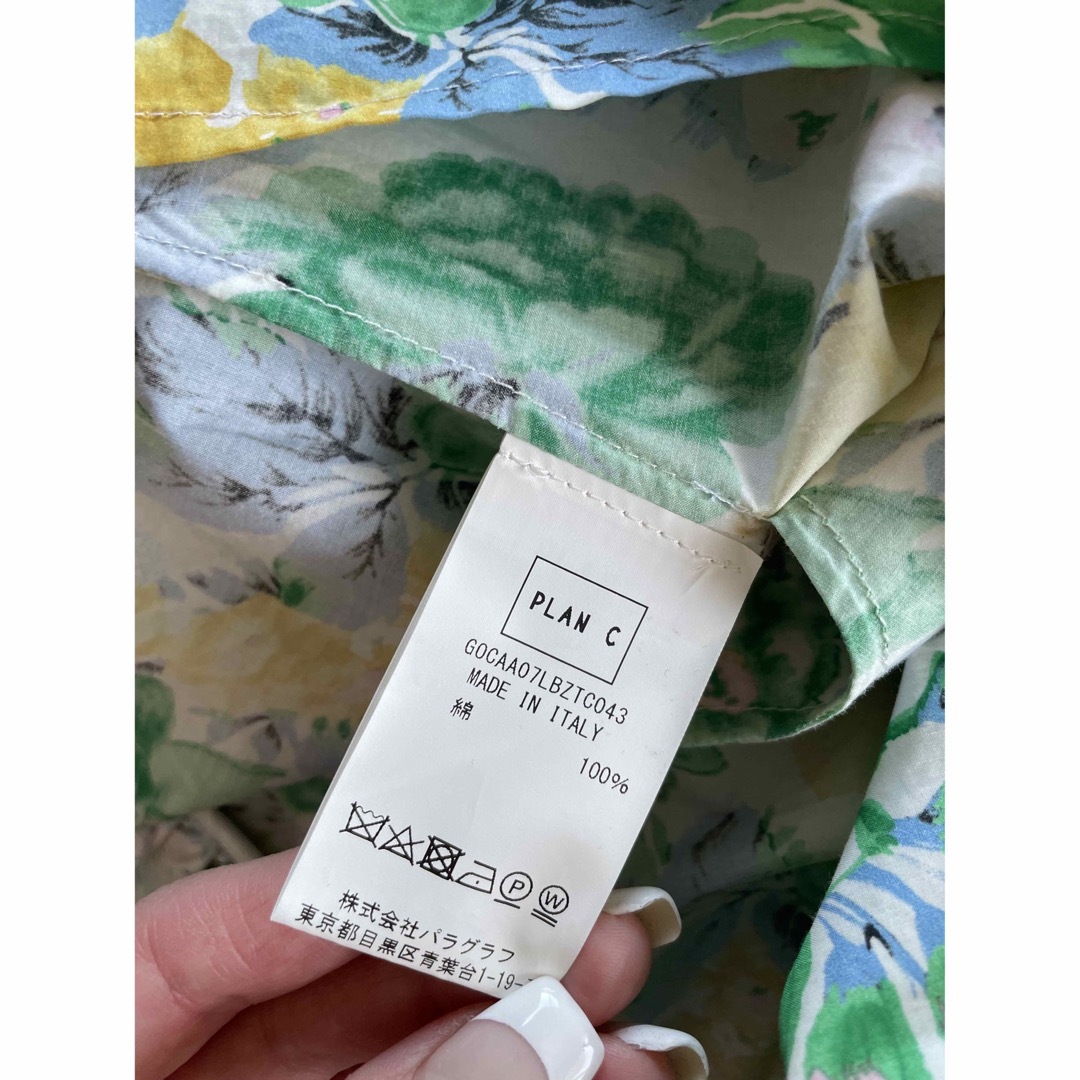 PLAN C
GOCAA07LBZTC043
MADE IN ITALY
綿
100%
P W
株式会社パラグラフ
東京都目黒区青葉台1-19-